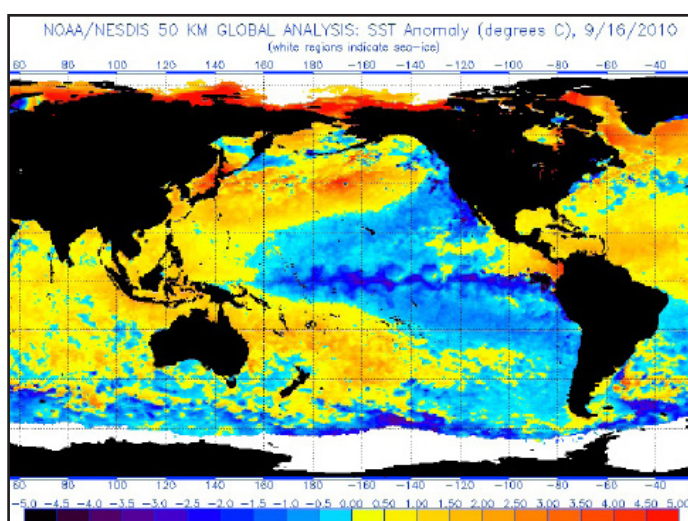 NOAA/NESDIS 50 KM GLOBAL ANALYSIS: SST Anomaly (degrees C), 9/16/2010
(white regions indicate sea-ice)
60 80 100 120 140 160 180 -160 -140 -120 -100 -80 -60 -40
60 80 100 120 140 160 180 -160 -140 -120 -100 -80 -60 -40
-5.0 -4.5 -4.0 -3.5 -3.0 -2.5 -2.0 -1.5 -1.0 -0.5 0.00 0.50 1.00 1.50 2.00 2.50 3.00 3.50 4.00 4.50 5.00